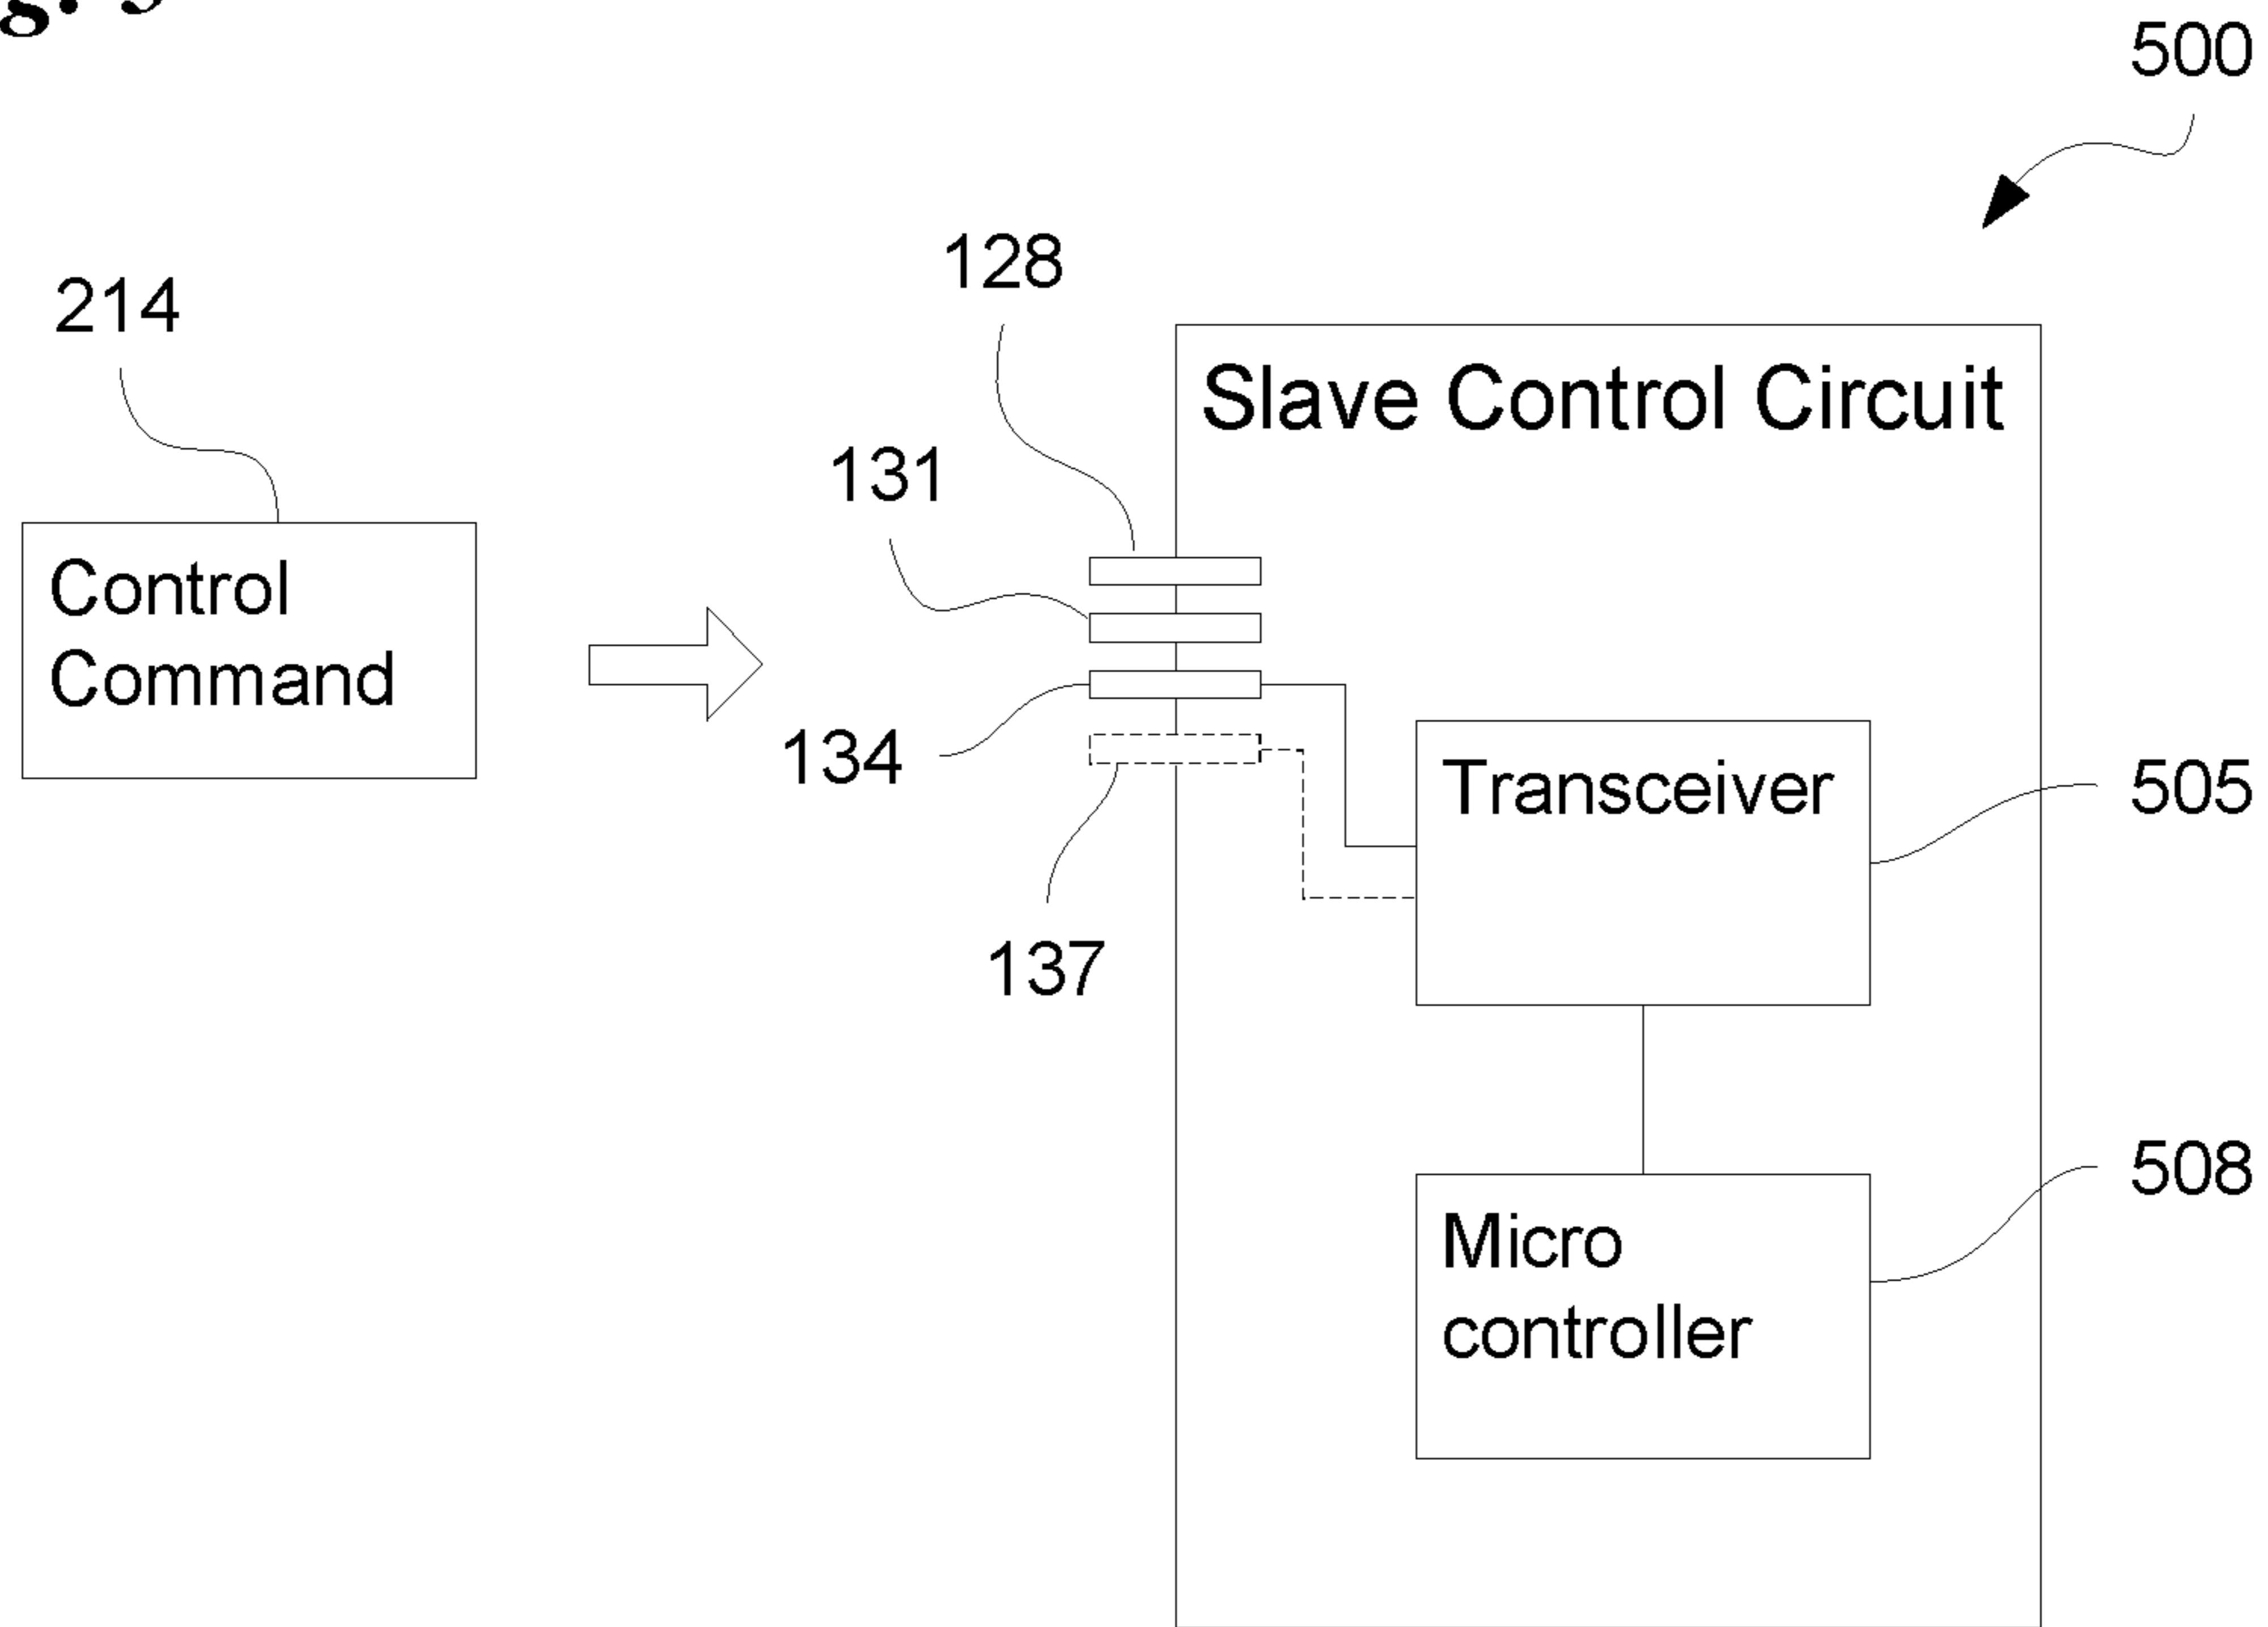 500
128
214
Slave Control Circuit
131
Control
Command
134
Transceiver
505
137
508
Micro
controller